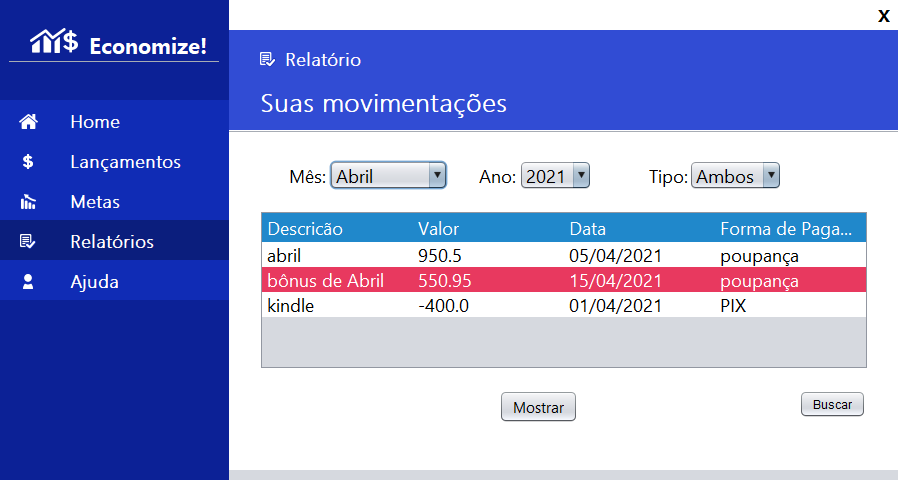 X
Economize!
Relatório
Suas movimentações
Home
Lançamentos
Metas
Relatórios
Ajuda
Mês: Abril Ano: 2021 Tipo: Ambos
Descricão Valor Data Forma de Paga...
abril 950.5 05/04/2021 poupança
bônus de Abril 550.95 15/04/2021 poupança
kindle -400.0 01/04/2021 PIX
Mostrar Buscar